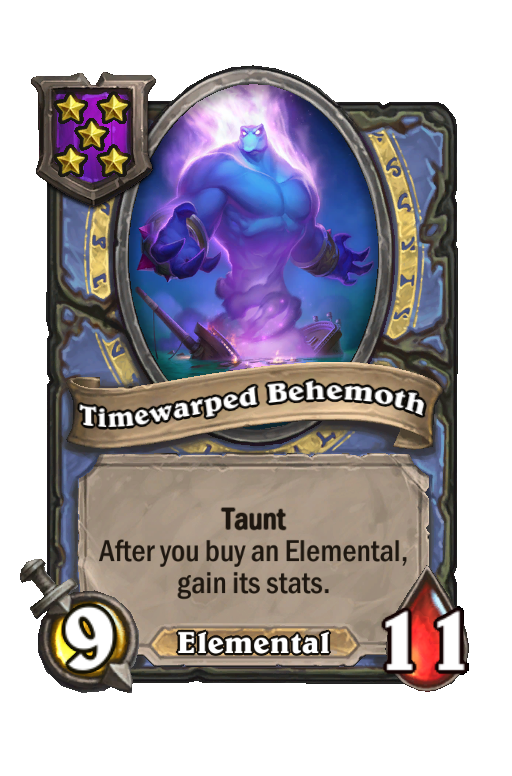 Timewarped Behemoth
Taunt
After you buy an Elemental,
gain its stats.
9
Elemental
11